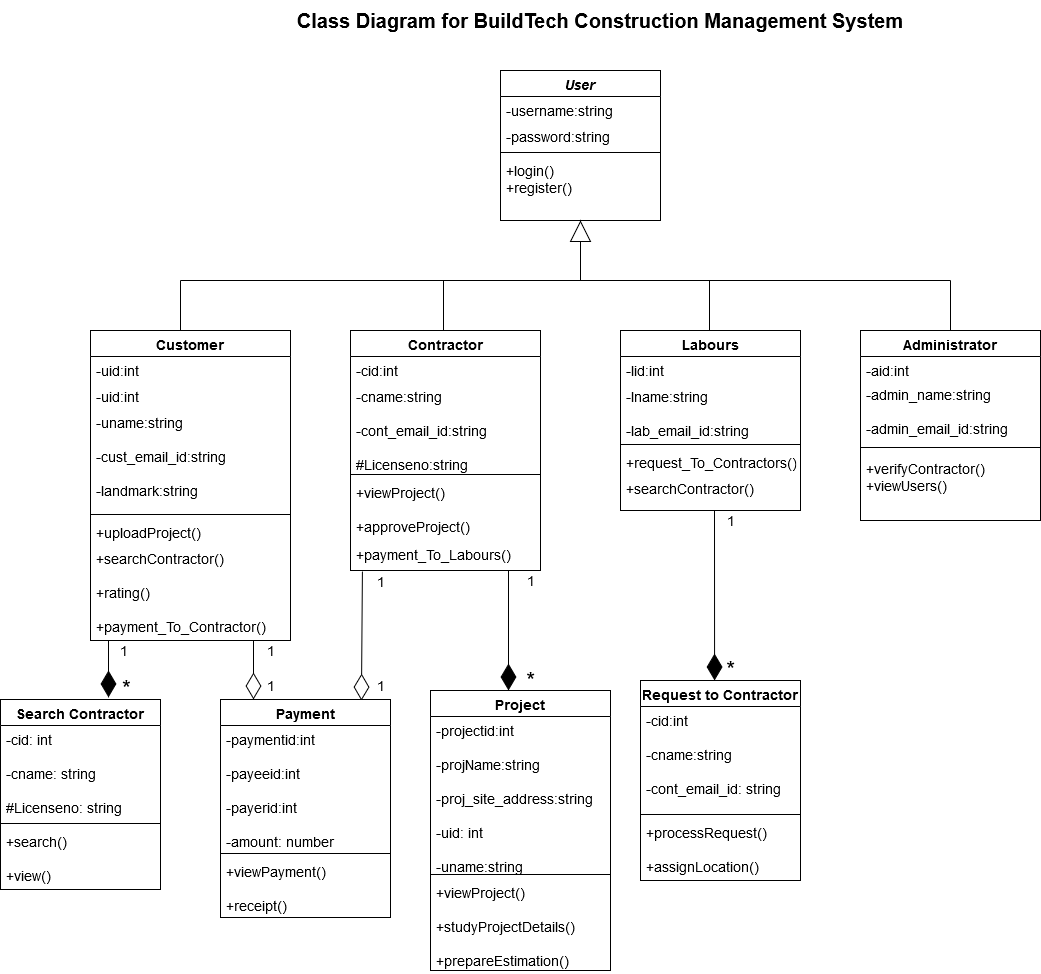 Class Diagram for BuildTech Construction Management System
User
-username:string
-password:string
+login()
+register()
Customer
-uid:int
-uid:int
-uname:string
-cust_email_id:string
-landmark:string
+uploadProject()
+searchContractor()
+rating()
+payment_To_Contractor()
Contractor
-cid:int
-cname:string
-cont_email_id:string
#Licenseno:string
+viewProject()
+approveProject()
+payment_To_Labours()
Labours
-lid:int
-lname:string
-lab_email_id:string
+request_To_Contractors()
+searchContractor()
Administrator
-aid:int
-admin_name:string
-admin_email_id:string
+verifyContractor()
+viewUsers()
1
*
1
1
1
1
1
*
1
*
Search Contractor
-cid: int
-cname: string
#Licenseno: string
+search()
+view()
Payment
-paymentid:int
-payeeid:int
-payerid:int
-amount: number
+viewPayment()
+receipt()
Project
-projectid:int
-projName:string
-proj_site_address:string
-uid: int
-uname:string
+viewProject()
+studyProjectDetails()
+prepareEstimation()
Request to Contractor
-cid:int
-cname:string
-cont_email_id: string
+processRequest()
+assignLocation()